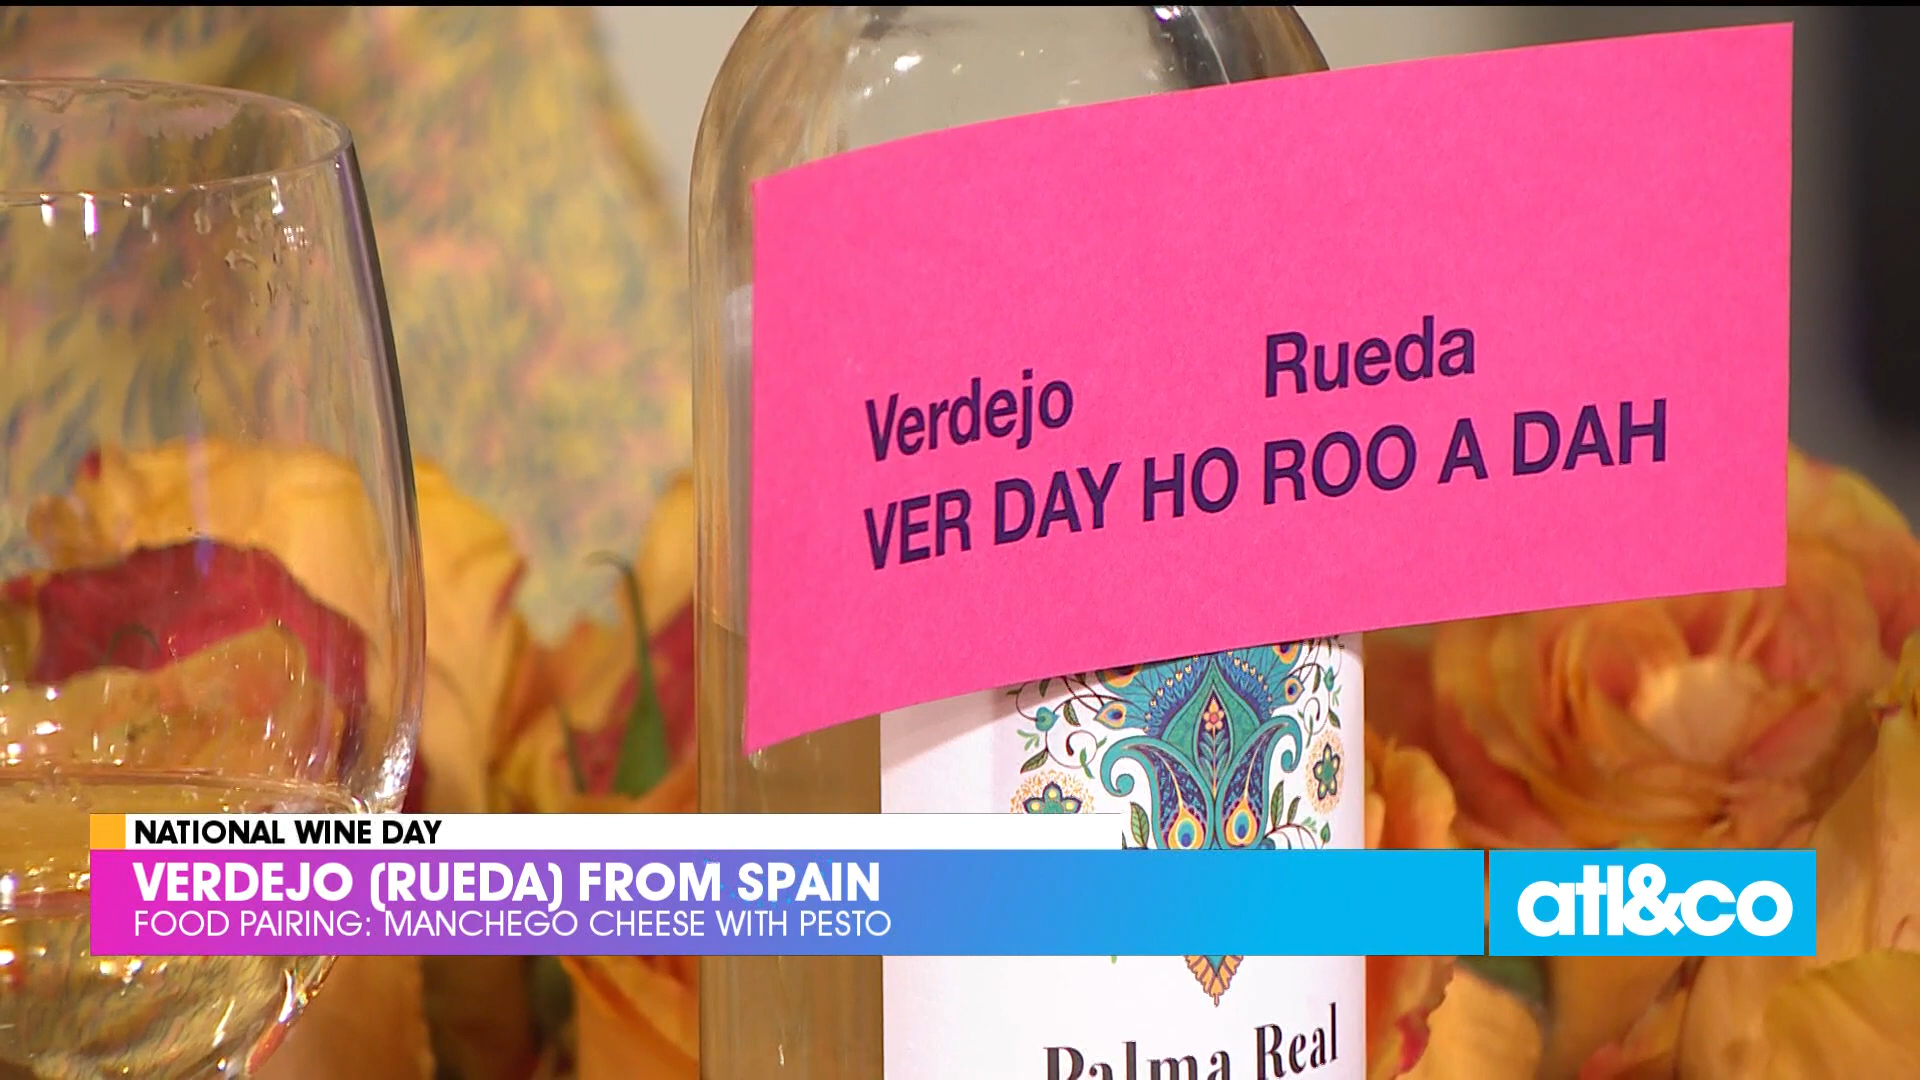 Verdejo Rueda
VER DAY HO ROO A DAH
Palma Real
NATIONAL WINE DAY
VERDEJO (RUEDA) FROM SPAIN
FOOD PAIRING: MANCHEGO CHEESE WITH PESTO
atl&co